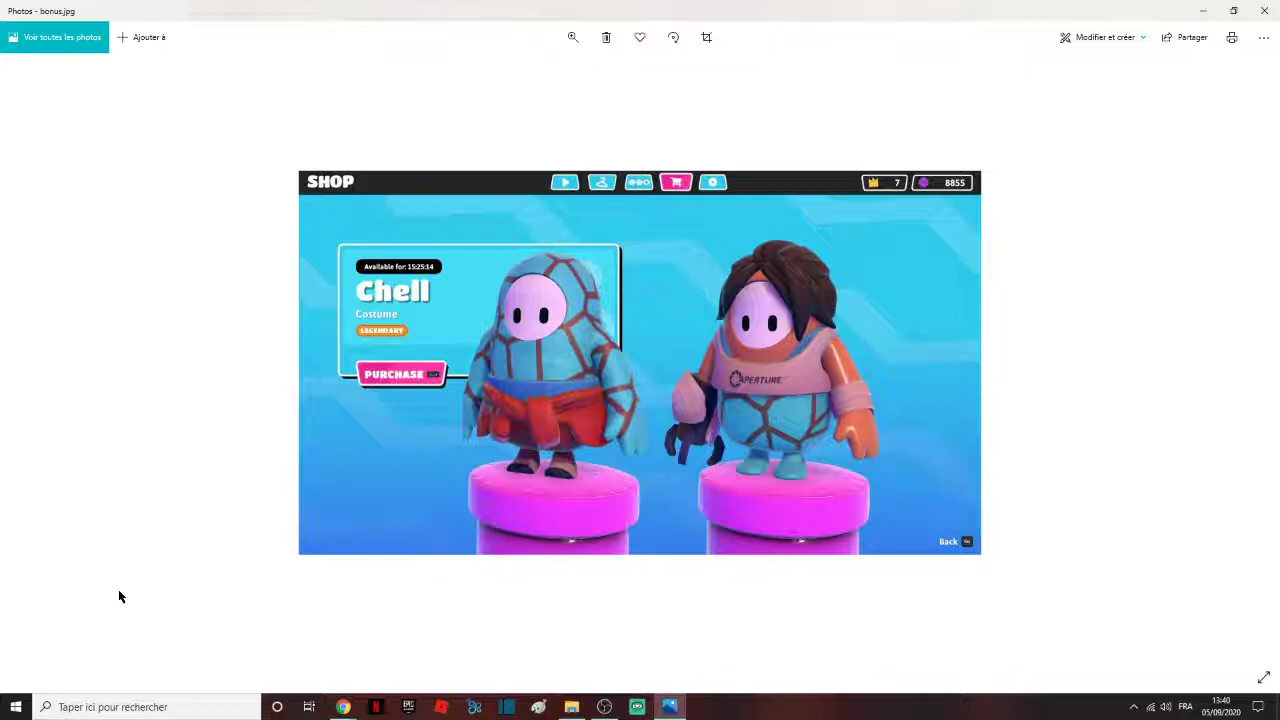 Photos - bonus.jpg
Voir toutes les photos
Ajouter à
Modifier et créer
Partager
SHOP
7
8855
Available for: 15:25:14
Chell
Costume
LEGENDARY
PURCHASE
APERTURE
Back
Taper ici pour rechercher
EPIC
FRA
13:40
05/09/2020